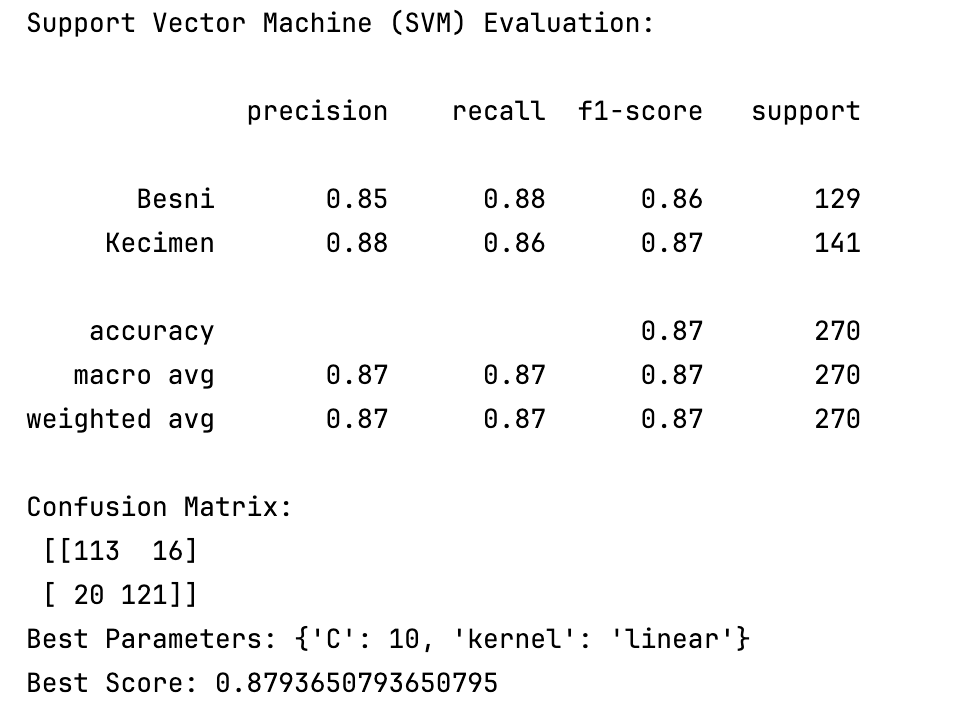 Support Vector Machine (SVM) Evaluation:
precision    recall  f1-score   support
Besni       0.85      0.88      0.86       129
Kecimen       0.88      0.86      0.87       141
accuracy                           0.87       270
macro avg       0.87      0.87      0.87       270
weighted avg       0.87      0.87      0.87       270
Confusion Matrix:
[[113  16]
[ 20 121]]
Best Parameters: {'C': 10, 'kernel': 'linear'}
Best Score: 0.8793650793650795